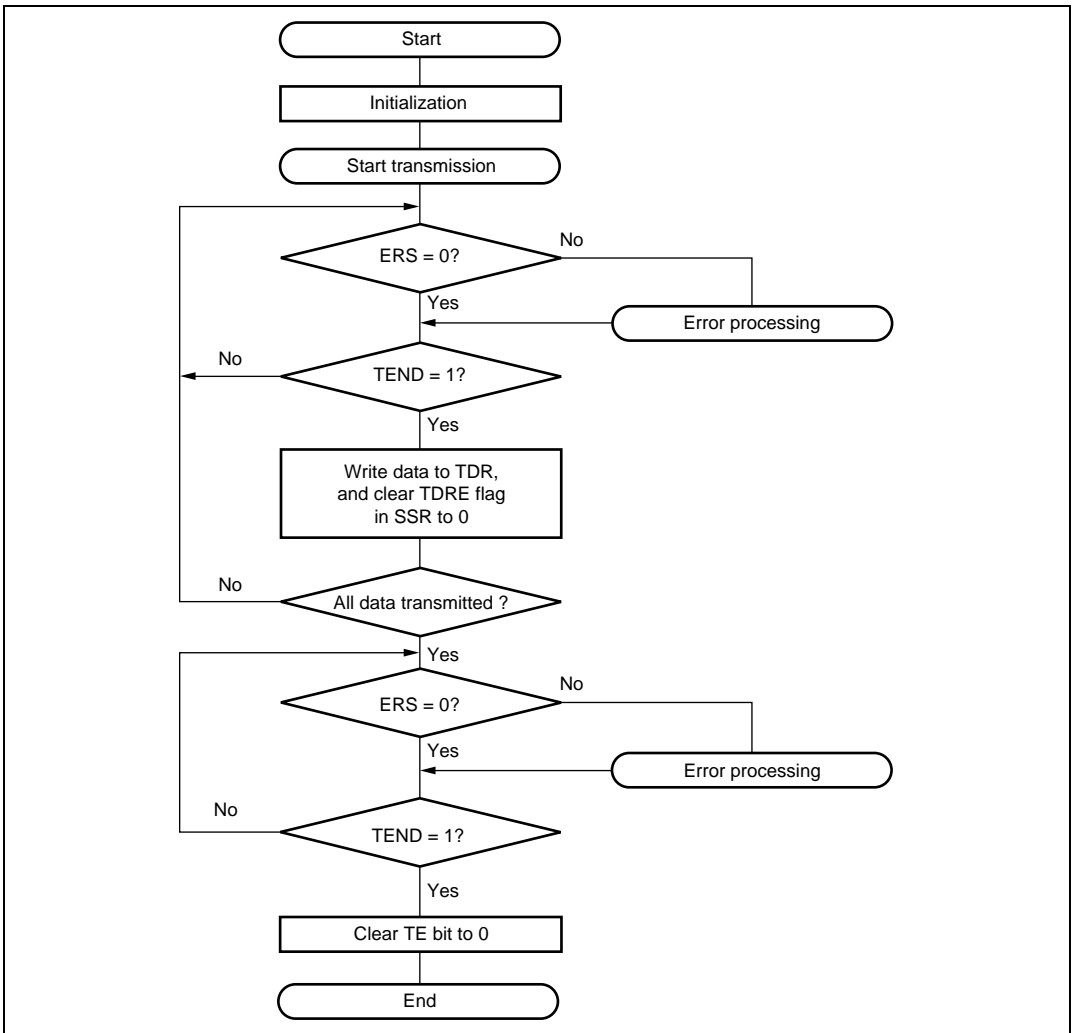 Start
Initialization
Start transmission
ERS = 0?
No
Yes
Error processing
No
TEND = 1?
Yes
Write data to TDR,
and clear TDRE flag
in SSR to 0
No
All data transmitted ?
Yes
ERS = 0?
No
Yes
Error processing
No
TEND = 1?
Yes
Clear TE bit to 0
End